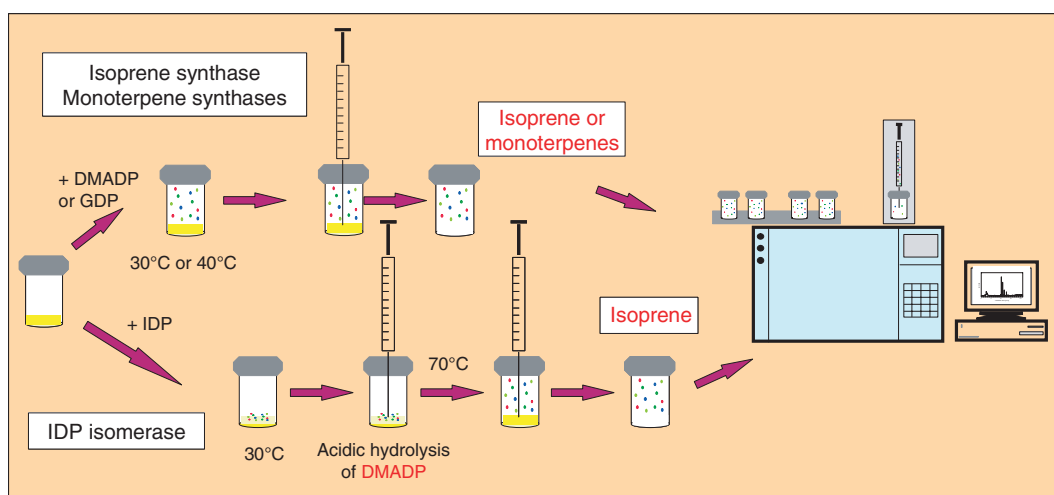 Isoprene synthase
Monoterpene synthases
Isoprene or
monoterpenes
+ DMADP
or GDP
30°C or 40°C
+ IDP
Isoprene
70°C
IDP isomerase
30°C
Acidic hydrolysis
of DMADP